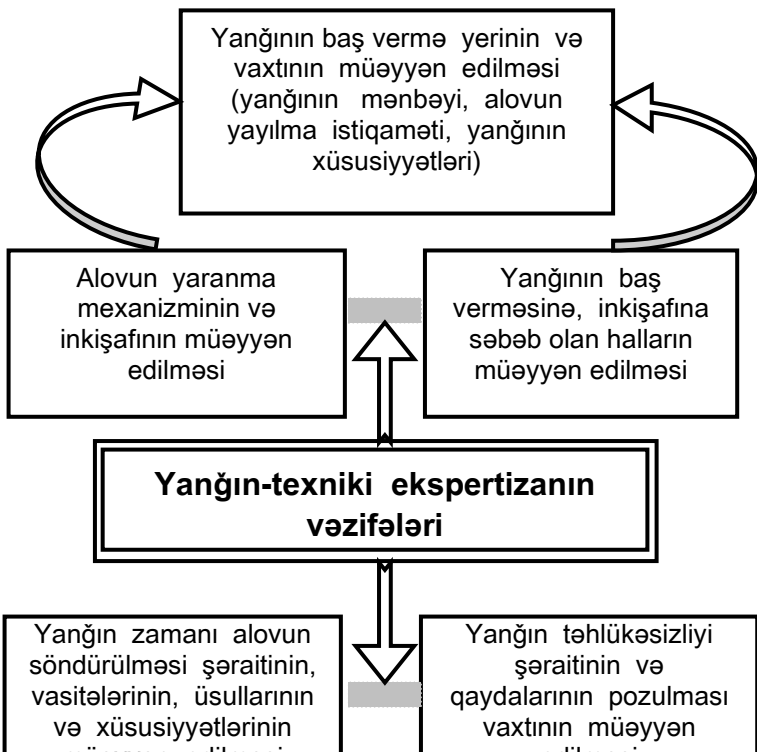 Yanğının baş vermə yerinin və
vaxtının müəyyən edilməsi
(yanğının mənbəyi, alovun
yayılma istiqaməti, yanğının
xüsusiyyətləri)
Alovun yaranma
mexanizminin və
inkişafının müəyyən
edilməsi
Yanğının baş
verməsinə, inkişafına
səbəb olan halların
müəyyən edilməsi
Yanğın-texniki ekspertizanın
vəzifələri
Yanğın zamanı alovun
söndürülməsi şəraitinin,
vasitələrinin, üsullarının
və xüsusiyyətlərinin
Yanğın təhlükəsizliyi
şəraitinin və
qaydalarının pozulması
vaxtının müəyyən